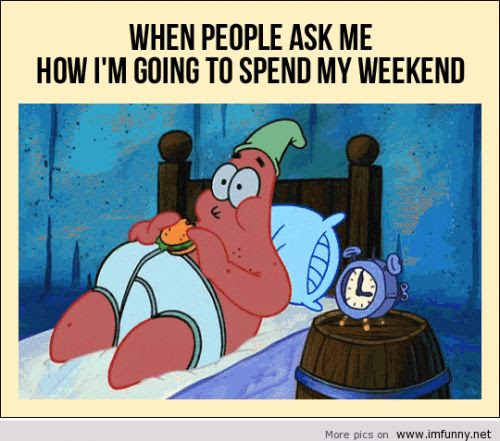 WHEN PEOPLE ASK ME
HOW I'M GOING TO SPEND MY WEEKEND
More pics on www.imfunny.net